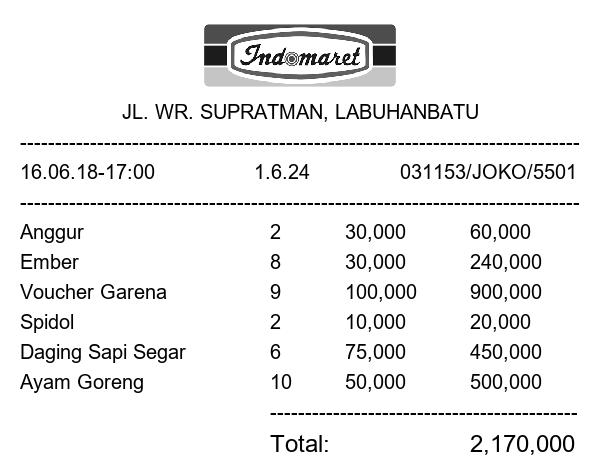 Indomaret
JL. WR. SUPRATMAN, LABUHANBATU
--------------------------------------------------------------------------------
16.06.18-17:00 1.6.24 031153/JOKO/5501
--------------------------------------------------------------------------------
Anggur 2 30,000 60,000
Ember 8 30,000 240,000
Voucher Garena 9 100,000 900,000
Spidol 2 10,000 20,000
Daging Sapi Segar 6 75,000 450,000
Ayam Goreng 10 50,000 500,000
--------------------------------------------
Total: 2,170,000